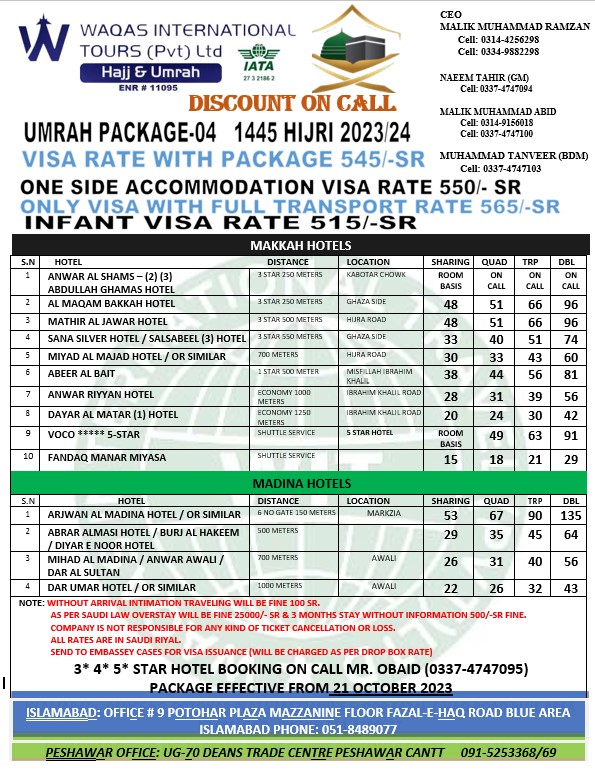 WAQAS INTERNATIONAL
TOURS (Pvt) Ltd
Hajj & Umrah
ENR # 11095
IATA
27 3 2186 2
CEO
MALIK MUHAMMAD RAMZAN
Cell: 0314-4256298
Cell: 0334-9882298
NAEEM TAHIR (GM)
Cell: 0337-4747094
MALIK MUHAMMAD ABID
Cell: 0314-9156018
Cell: 0337-4747100
MUHAMMAD TANVEER (BDM)
Cell: 0337-4747103
DISCOUNT ON CALL
UMRAH PACKAGE-04 1445 HIJRI 2023/24
VISA RATE WITH PACKAGE 545/-SR
ONE SIDE ACCOMMODATION VISA RATE 550/- SR
ONLY VISA WITH FULL TRANSPORT RATE 565/-SR
INFANT VISA RATE 515/-SR
MAKKAH HOTELS
S.N HOTEL DISTANCE LOCATION SHARING QUAD TRP DBL
1 ANWAR AL SHAMS – (2) (3) ABDULLAH GHAMAS HOTEL 3 STAR 250 METERS KABOTAR CHOWK ROOM BASIS ON CALL ON CALL ON CALL
2 AL MAQAM BAKKAH HOTEL 3 STAR 250 METERS GHAZA SIDE 48 51 66 96
3 MATHIR AL JAWAR HOTEL 3 STAR 500 METERS HIJRA ROAD 48 51 66 96
4 SANA SILVER HOTEL / SALSABEEL (3) HOTEL 3 STAR 550 METERS GHAZA SIDE 33 40 51 74
5 MIYAD AL MAJAD HOTEL / OR SIMILAR 700 METERS HIJRA ROAD 30 33 43 60
6 ABEER AL BAIT 1 STAR 500 METER MISFILLAH IBRAHIM KHALIL 38 44 56 81
7 ANWAR RIYYAN HOTEL ECONOMY 1000 METERS IBRAHIM KHALIL ROAD 28 31 39 56
8 DAYAR AL MATAR (1) HOTEL ECONOMY 1250 METERS IBRAHIM KHALIL ROAD 20 24 30 42
9 VOCO ***** 5-STAR SHUTTLE SERVICE 5 STAR HOTEL ROOM BASIS 49 63 91
10 FANDAQ MANAR MIYASA SHUTTLE SERVICE 15 18 21 29
MADINA HOTELS
S.N HOTEL DISTANCE LOCATION SHARING QUAD TRP DBL
1 ARJWAN AL MADINA HOTEL / OR SIMILAR 6 NO GATE 150 METERS MARKZIA 53 67 90 135
2 ABRAR ALMASI HOTEL / BURJ AL HAKEEM / DIYAR E NOOR HOTEL 500 METERS 29 35 45 64
3 MIHAD AL MADINA / ANWAR AWALI / DAR AL SULTAN 700 METERS AWALI 26 31 40 56
4 DAR UMAR HOTEL / OR SIMILAR 1000 METERS AWALI 22 26 32 43
NOTE: WITHOUT ARRIVAL INTIMATION TRAVELING WILL BE FINE 100 SR.
AS PER SAUDI LAW OVERSTAY WILL BE FINE 25000/- SR & 3 MONTHS STAY WITHOUT INFORMATION 500/-SR FINE.
COMPANY IS NOT RESPONSIBLE FOR ANY KIND OF TICKET CANCELLATION OR LOSS.
ALL RATES ARE IN SAUDI RIYAL.
SEND TO EMBASSEY CASES FOR VISA ISSUANCE (WILL BE CHARGED AS PER DROP BOX RATE)
3* 4* 5* STAR HOTEL BOOKING ON CALL MR. OBAID (0337-4747095)
PACKAGE EFFECTIVE FROM 21 OCTOBER 2023
ISLAMABAD: OFFICE # 9 POTOHAR PLAZA MAZZANINE FLOOR FAZAL-E-HAQ ROAD BLUE AREA
ISLAMABAD PHONE: 051-8489077
PESHAWAR OFFICE: UG-70 DEANS TRADE CENTRE PESHAWAR CANTT 091-5253368/69